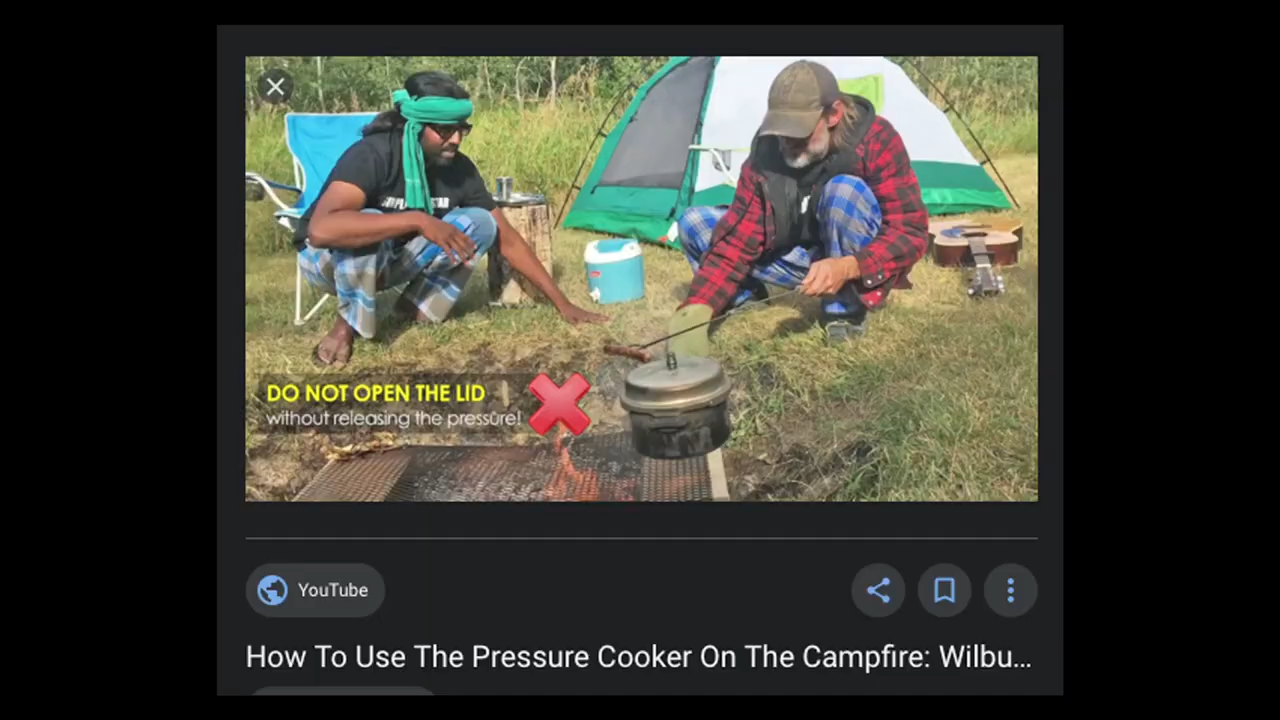 DO NOT OPEN THE LID
without releasing the pressure!
YouTube
How To Use The Pressure Cooker On The Campfire: Wilbu...